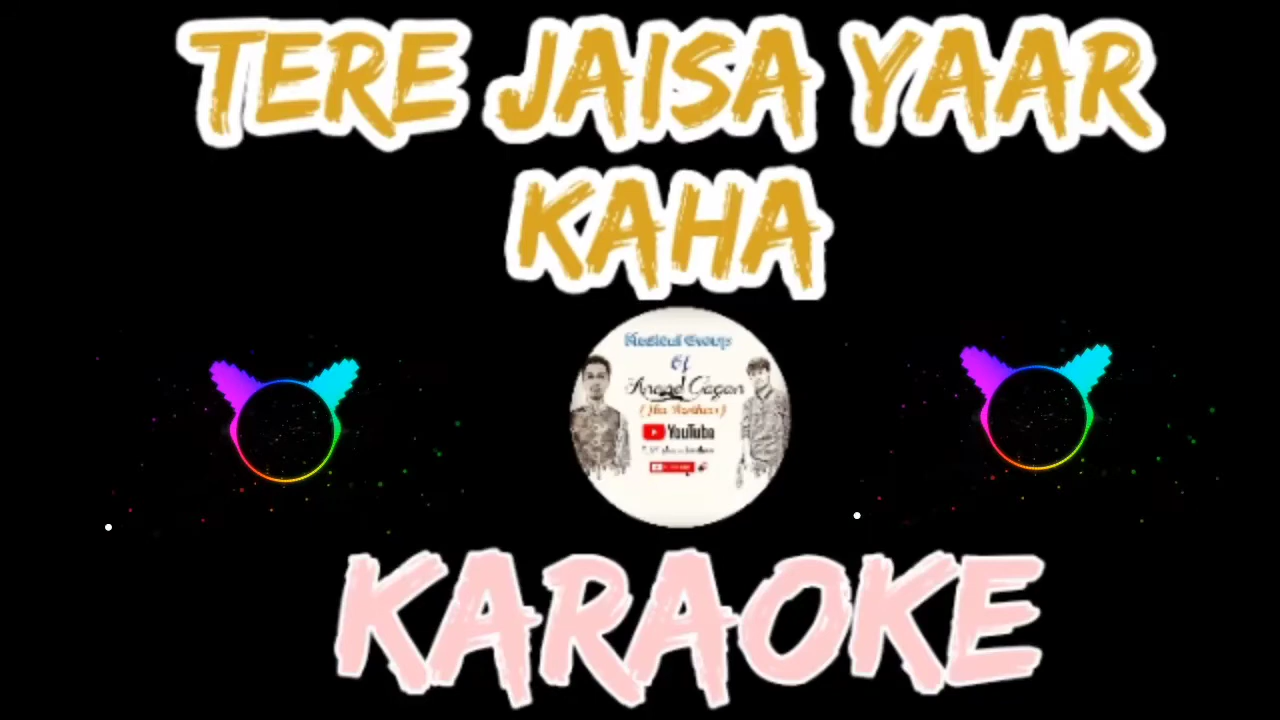 TERE JAISA YAAR
KAHA
Musical Group
Of
Anand Gagan
YouTube
KARAOKE